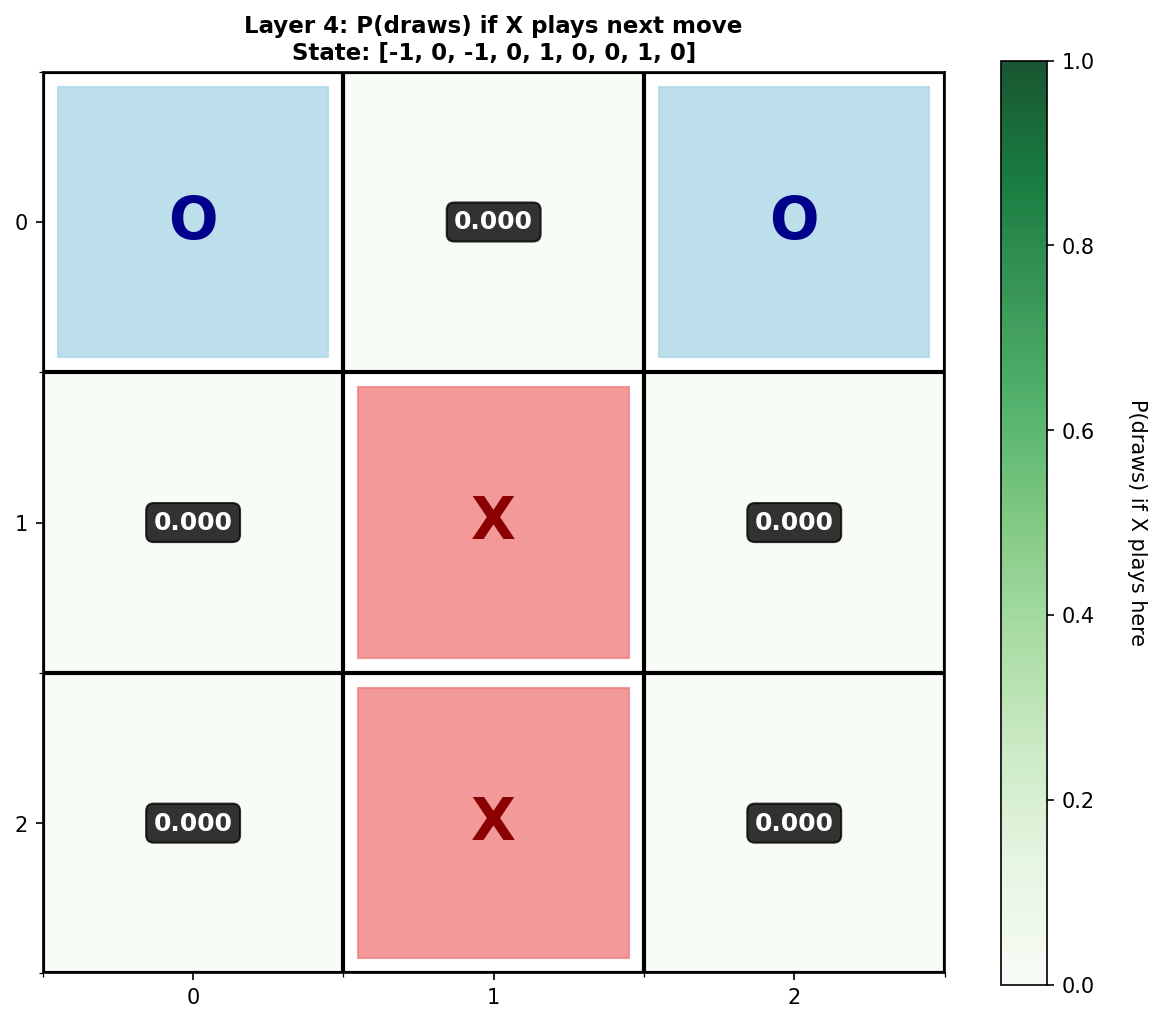 Layer 4: P(draws) if X plays next move
State: [-1, 0, -1, 0, 1, 0, 0, 1, 0]
0
O
0.000
O
1
0.000
X
0.000
2
0.000
X
0.000
0
1
2
1.0
0.8
0.6
0.4
0.2
0.0
P(draws) if X plays here